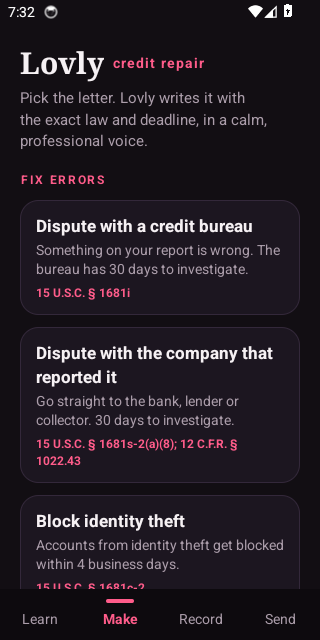 7:32
Lovly credit repair
Pick the letter. Lovly writes it with
the exact law and deadline, in a calm,
professional voice.
FIX ERRORS
Dispute with a credit bureau
Something on your report is wrong. The
bureau has 30 days to investigate.
15 U.S.C. § 1681i
Dispute with the company that
reported it
Go straight to the bank, lender or
collector. 30 days to investigate.
15 U.S.C. § 1681s-2(a)(8); 12 C.F.R. §
1022.43
Block identity theft
Accounts from identity theft get blocked
within 4 business days.
15 U.S.C. § 1681c-2
Learn Make Record Send